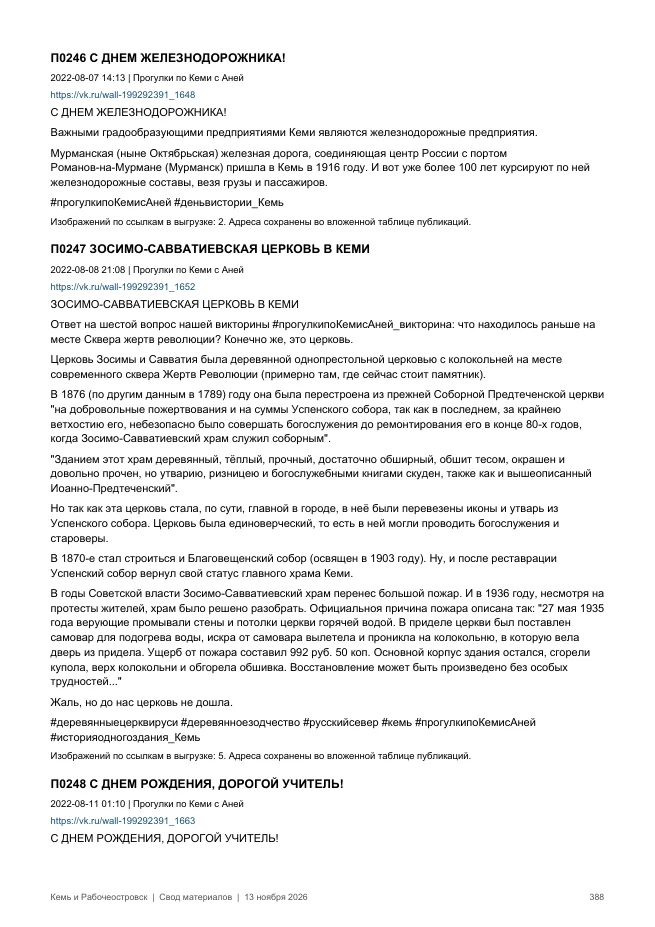 П0246 С ДНЕМ ЖЕЛЕЗНОДОРОЖНИКА!
2022-08-07 14:13 | Прогулки по Кеми с Аней
https://vk.ru/wall-199292391_1648
С ДНЕМ ЖЕЛЕЗНОДОРОЖНИКА!
Важными градообразующими предприятиями Кеми являются железнодорожные предприятия.
Мурманская (ныне Октябрьская) железная дорога, соединяющая центр России с портом
Романов-на-Мурмане (Мурманск) пришла в Кемь в 1916 году. И вот уже более 100 лет курсируют по ней
железнодорожные составы, везя грузы и пассажиров.
#прогулкипоКемисАней #деньвистории_Кемь
Изображений по ссылкам в выгрузке: 2. Адреса сохранены во вложенной таблице публикаций.
П0247 ЗОСИМО-САВВАТИЕВСКАЯ ЦЕРКОВЬ В КЕМИ
2022-08-08 21:08 | Прогулки по Кеми с Аней
https://vk.ru/wall-199292391_1652
ЗОСИМО-САВВАТИЕВСКАЯ ЦЕРКОВЬ В КЕМИ
Ответ на шестой вопрос нашей викторины #прогулкипоКемисАней_викторина: что находилось раньше на
месте Сквера жертв революции? Конечно же, это церковь.
Церковь Зосимы и Савватия была деревянной однопрестольной церковью с колокольней на месте
современного сквера Жертв Революции (примерно там, где сейчас стоит памятник).
В 1876 (по другим данным в 1789) году она была перестроена из прежней Соборной Предтеченской церкви
"на добровольные пожертвования и на суммы Успенского собора, так как в последнем, за крайнею
ветхостию его, небезопасно было совершать богослужения до ремонтирования его в конце 80-х годов,
когда Зосимо-Савватиевский храм служил соборным".
"Зданием этот храм деревянный, тёплый, прочный, достаточно обширный, обшит тесом, окрашен и
довольно прочен, но утварию, ризницею и богослужебными книгами скуден, также как и вышеописанный
Иоанно-Предтеченский".
Но так как эта церковь стала, по сути, главной в городе, в неё были перевезены иконы и утварь из
Успенского собора. Церковь была единоверческий, то есть в ней могли проводить богослужения и
староверы.
В 1870-е стал строиться и Благовещенский собор (освящен в 1903 году). Ну, и после реставрации
Успенский собор вернул свой статус главного храма Кеми.
В годы Советской власти Зосимо-Савватиевский храм перенес большой пожар. И в 1936 году, несмотря на
протесты жителей, храм было решено разобрать. Официальноя причина пожара описана так: "27 мая 1935
года верующие промывали стены и потолки церкви горячей водой. В приделе церкви был поставлен
самовар для подогрева воды, искра от самовара вылетела и проникла на колокольню, в которую вела
дверь из придела. Ущерб от пожара составил 992 руб. 50 коп. Основной корпус здания остался, сгорели
купола, верх колокольни и обгорела обшивка. Восстановление может быть произведено без особых
трудностей..."
Жаль, но до нас церковь не дошла.
#деревянныецерквируси #деревянноезодчество #русскийсевер #кемь #прогулкипоКемисАней
#историяодногоздания_Кемь
Изображений по ссылкам в выгрузке: 5. Адреса сохранены во вложенной таблице публикаций.
П0248 С ДНЕМ РОЖДЕНИЯ, ДОРОГОЙ УЧИТЕЛЬ!
2022-08-11 01:10 | Прогулки по Кеми с Аней
https://vk.ru/wall-199292391_1663
С ДНЕМ РОЖДЕНИЯ, ДОРОГОЙ УЧИТЕЛЬ!
Кемь и Рабочеостровск | Свод материалов | 13 ноября 2026
388